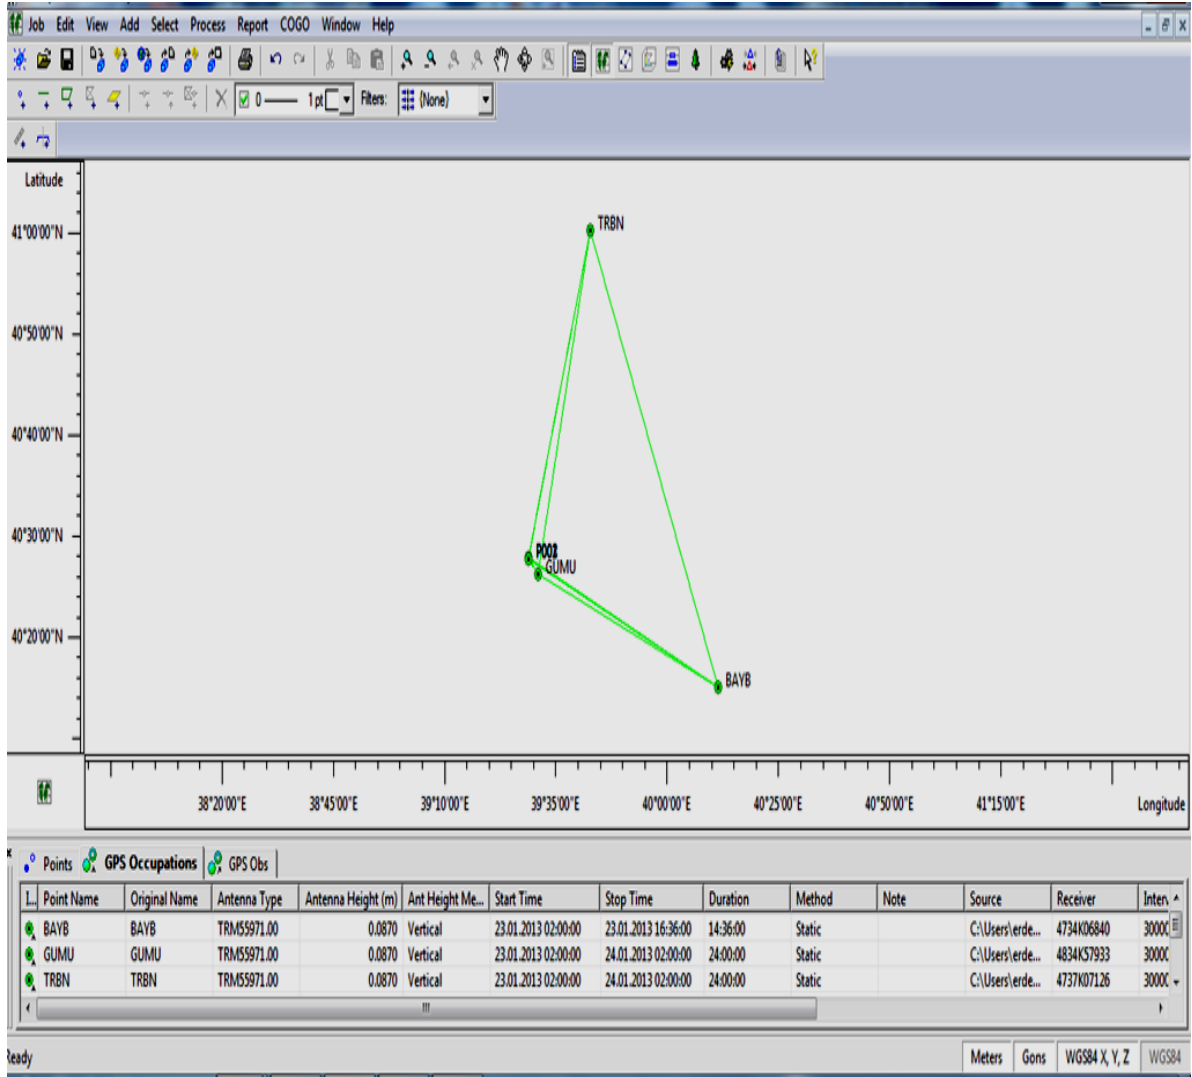 Job Edit View Add Select Process Report COGO Window Help
0 1 pt Filters: {None}
Latitude
41°00'00"N
40°50'00"N
40°40'00"N
40°30'00"N
40°20'00"N
TRBN
GUMU
BAYB
38°20'00"E 38°45'00"E 39°10'00"E 39°35'00"E 40°00'00"E 40°25'00"E 40°50'00"E 41°15'00"E Longitude
Points GPS Occupations GPS Obs
I... Point Name Original Name Antenna Type Antenna Height (m) Ant Height Me... Start Time Stop Time Duration Method Note Source Receiver
BAYB BAYB TRM55971.00 0.0870 Vertical 23.01.2013 02:00:00 23.01.2013 16:36:00 14:36:00 Static C:\Users\erde... 4734K06840
GUMU GUMU TRM55971.00 0.0870 Vertical 23.01.2013 02:00:00 24.01.2013 02:00:00 24:00:00 Static C:\Users\erde... 4834K57933
TRBN TRBN TRM55971.00 0.0870 Vertical 23.01.2013 02:00:00 24.01.2013 02:00:00 24:00:00 Static C:\Users\erde... 4737K07126
Ready Meters Gons WGS84 X, Y, Z WGS84